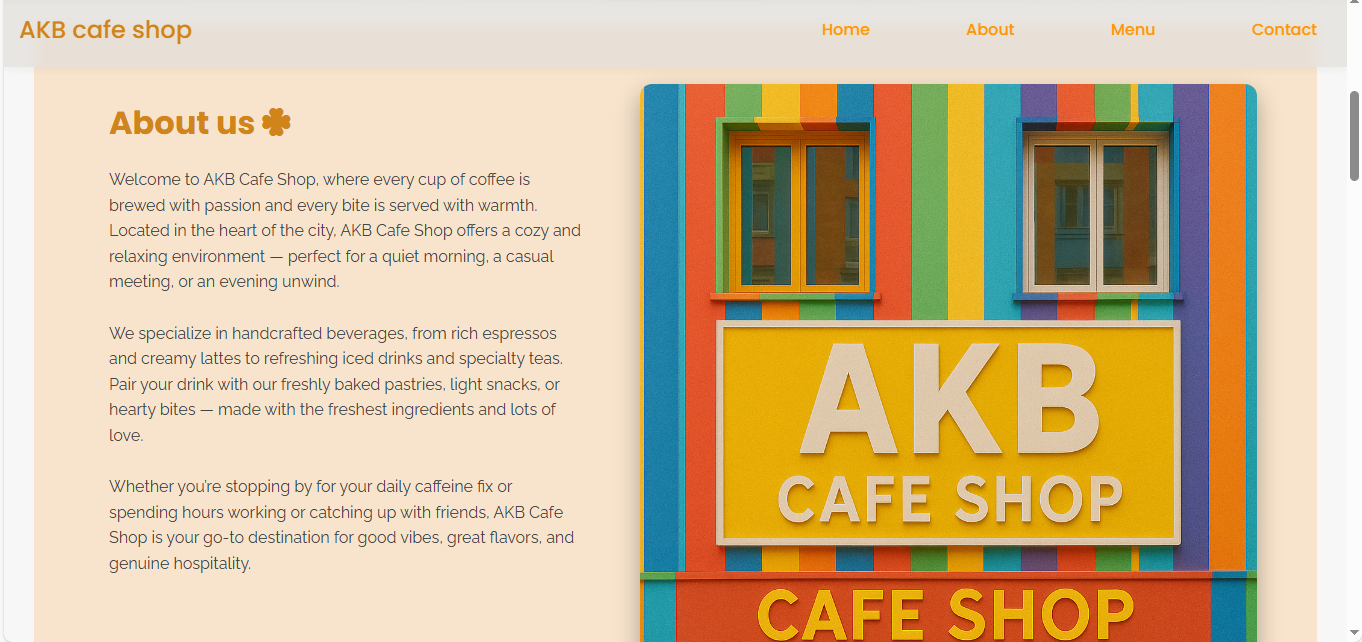 AKB cafe shop
Home About Menu Contact
About us
Welcome to AKB Cafe Shop, where every cup of coffee is
brewed with passion and every bite is served with warmth.
Located in the heart of the city, AKB Cafe Shop offers a cozy and
relaxing environment — perfect for a quiet morning, a casual
meeting, or an evening unwind.
We specialize in handcrafted beverages, from rich espressos
and creamy lattes to refreshing iced drinks and specialty teas.
Pair your drink with our freshly baked pastries, light snacks, or
hearty bites — made with the freshest ingredients and lots of
love.
Whether you're stopping by for your daily caffeine fix or
spending hours working or catching up with friends, AKB Cafe
Shop is your go-to destination for good vibes, great flavors, and
genuine hospitality.
AKB
CAFE SHOP
CAFE SHOP